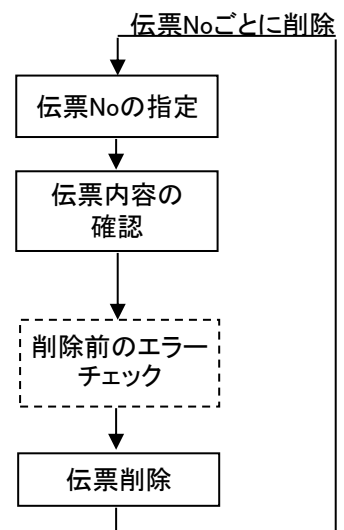 伝票Noごとに削除
伝票Noの指定
伝票内容の
確認
削除前のエラー
チェック
伝票削除